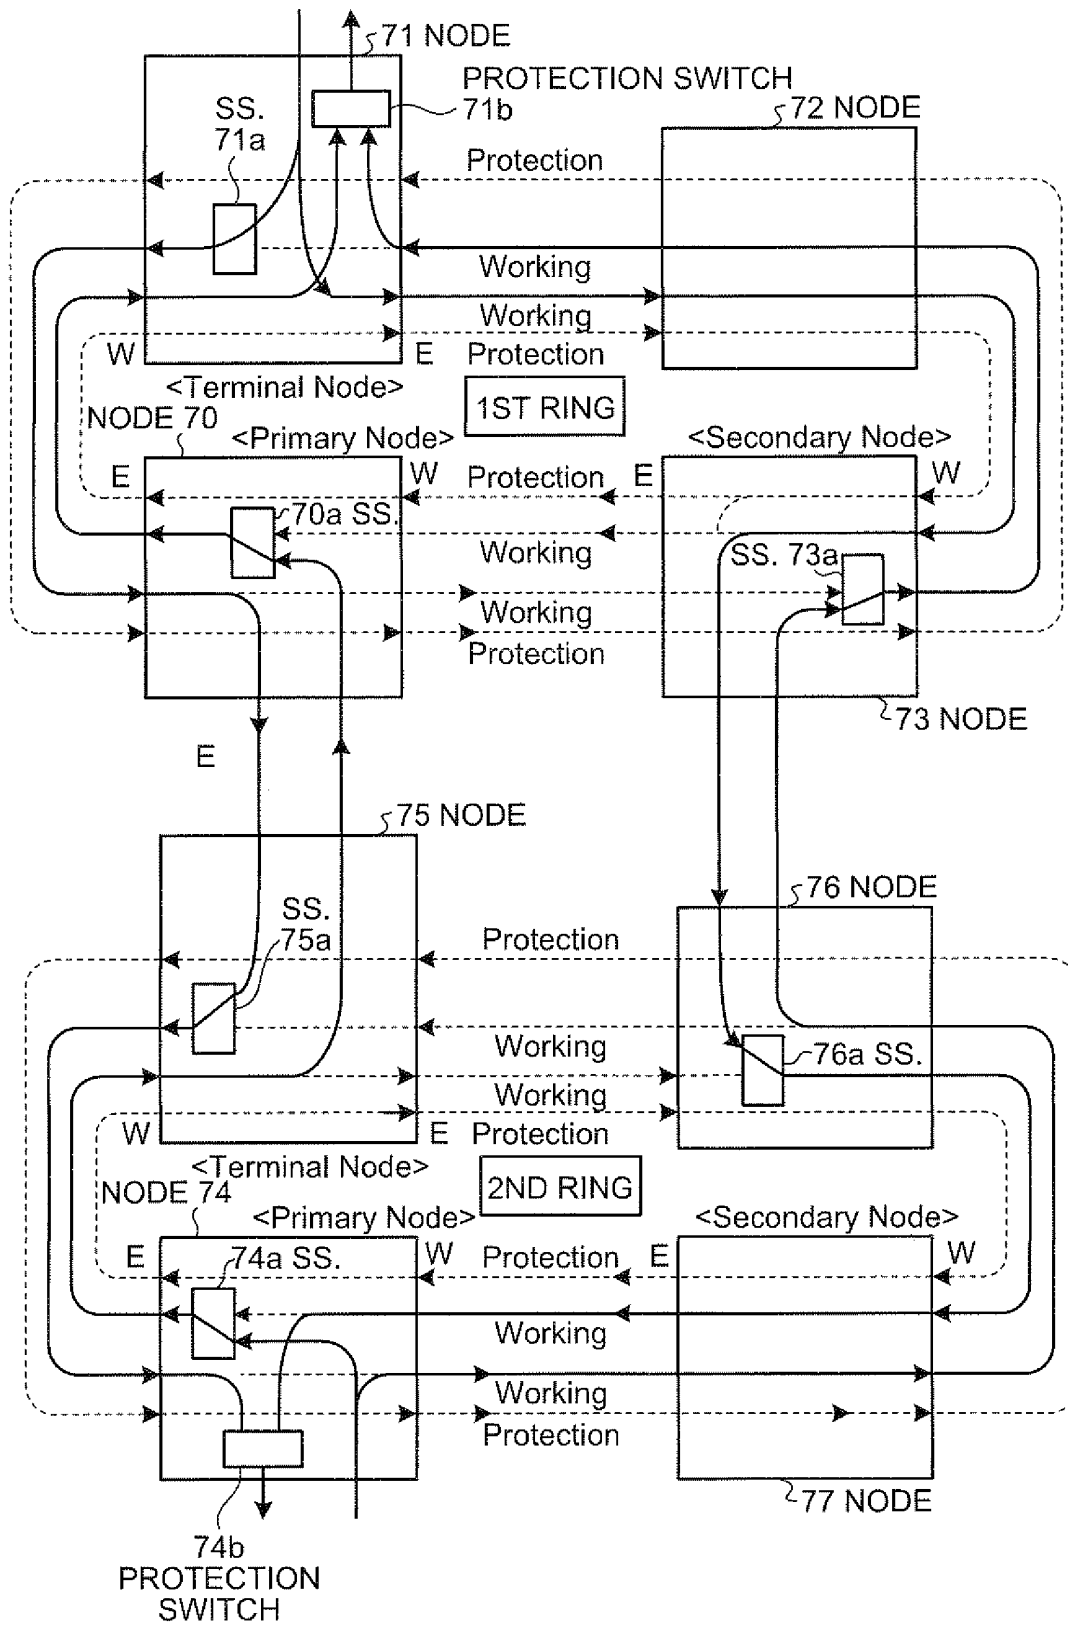 71 NODE
PROTECTION SWITCH
71b
SS.
71a
72 NODE
Protection
Working
Working
Protection
W
E
<Terminal Node>
1ST RING
NODE 70
<Primary Node>
<Secondary Node>
E
W
Protection
E
W
70a SS.
Working
SS. 73a
Working
Protection
73 NODE
E
75 NODE
76 NODE
SS.
75a
Protection
Working
76a SS.
Working
W
E
Protection
<Terminal Node>
2ND RING
NODE 74
<Primary Node>
<Secondary Node>
E
74a SS.
W
Protection
E
W
Working
Working
Protection
77 NODE
74b
PROTECTION
SWITCH